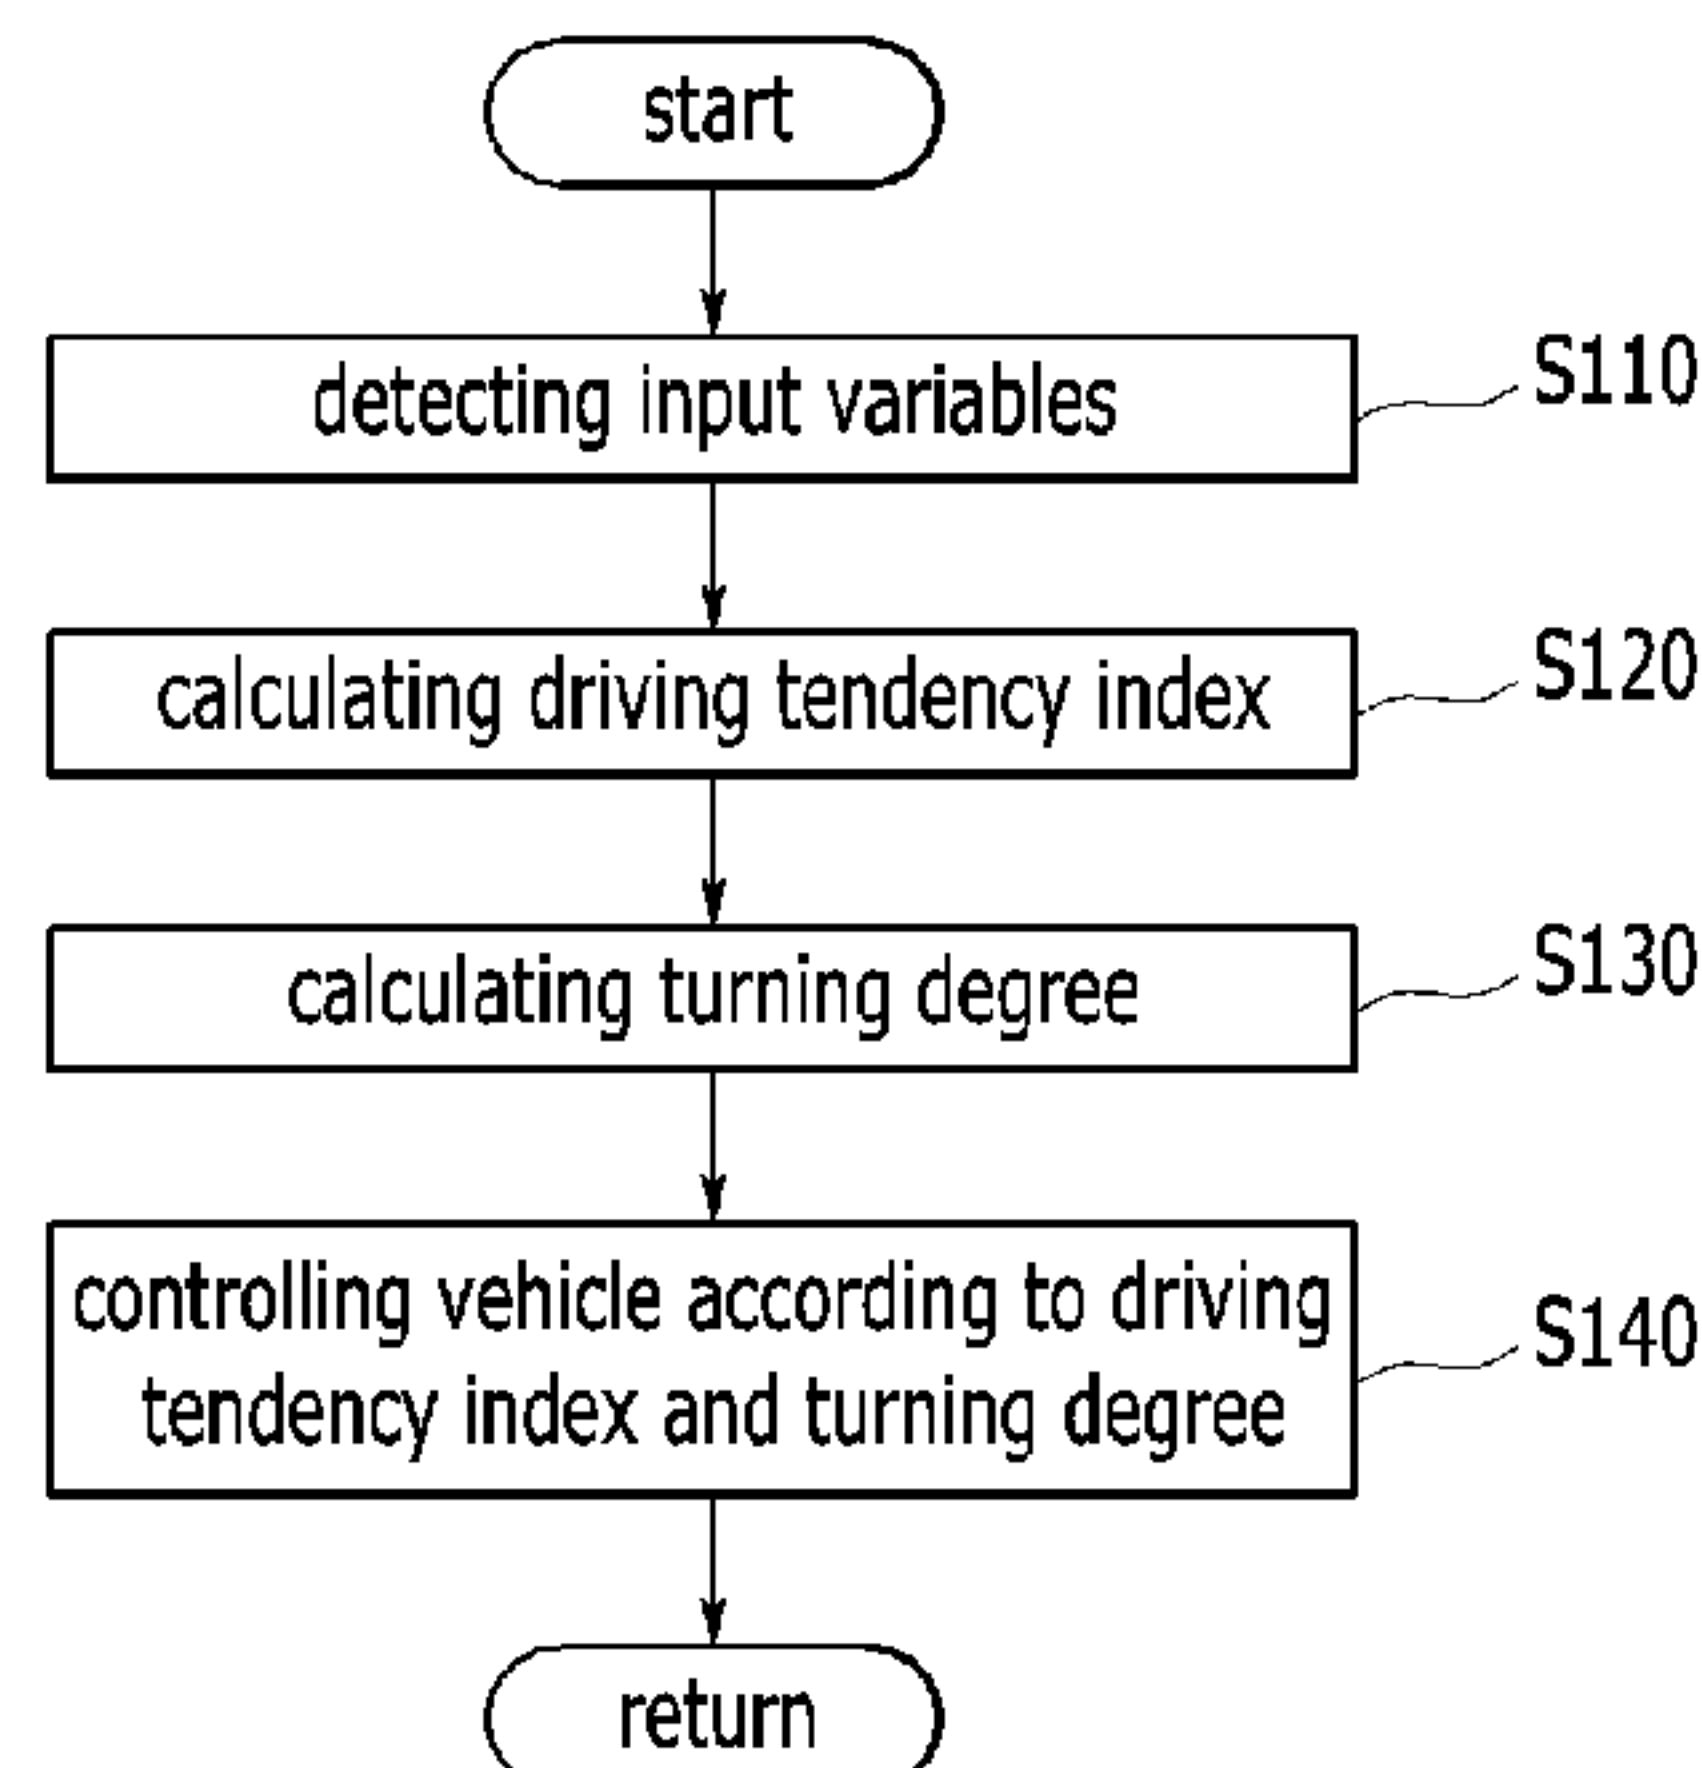 start
detecting input variables
S110
calculating driving tendency index
S120
calculating turning degree
S130
controlling vehicle according to driving
tendency index and turning degree
S140
return